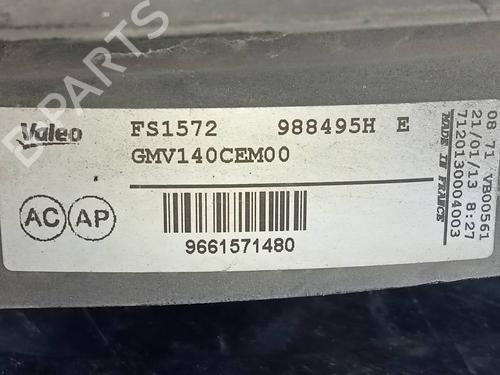 B-PARTS
Valeo FS1572 988495H E
GMV140CEM00
AC AP
9661571480
MADE IN FRANCE
7120130004003
21/01/13 8:27
08 71 VB00561